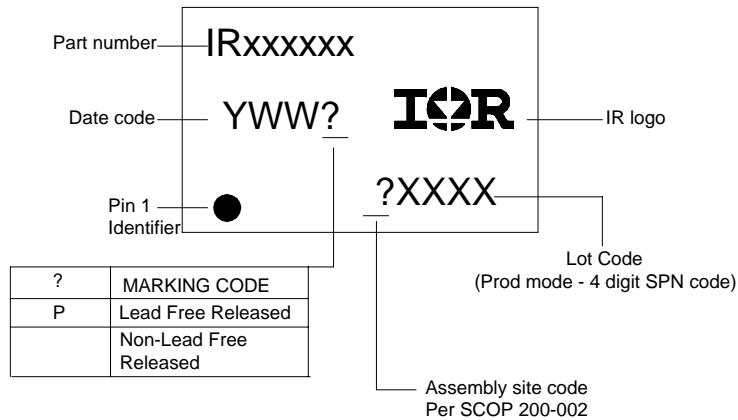 Part number
IRxxxxxx
Date code
YWW?
IOR
IR logo
?XXXX
Pin 1
Identifier
Lot Code
(Prod mode - 4 digit SPN code)
? MARKING CODE
P Lead Free Released
Non-Lead Free
Released
Assembly site code
Per SCOP 200-002